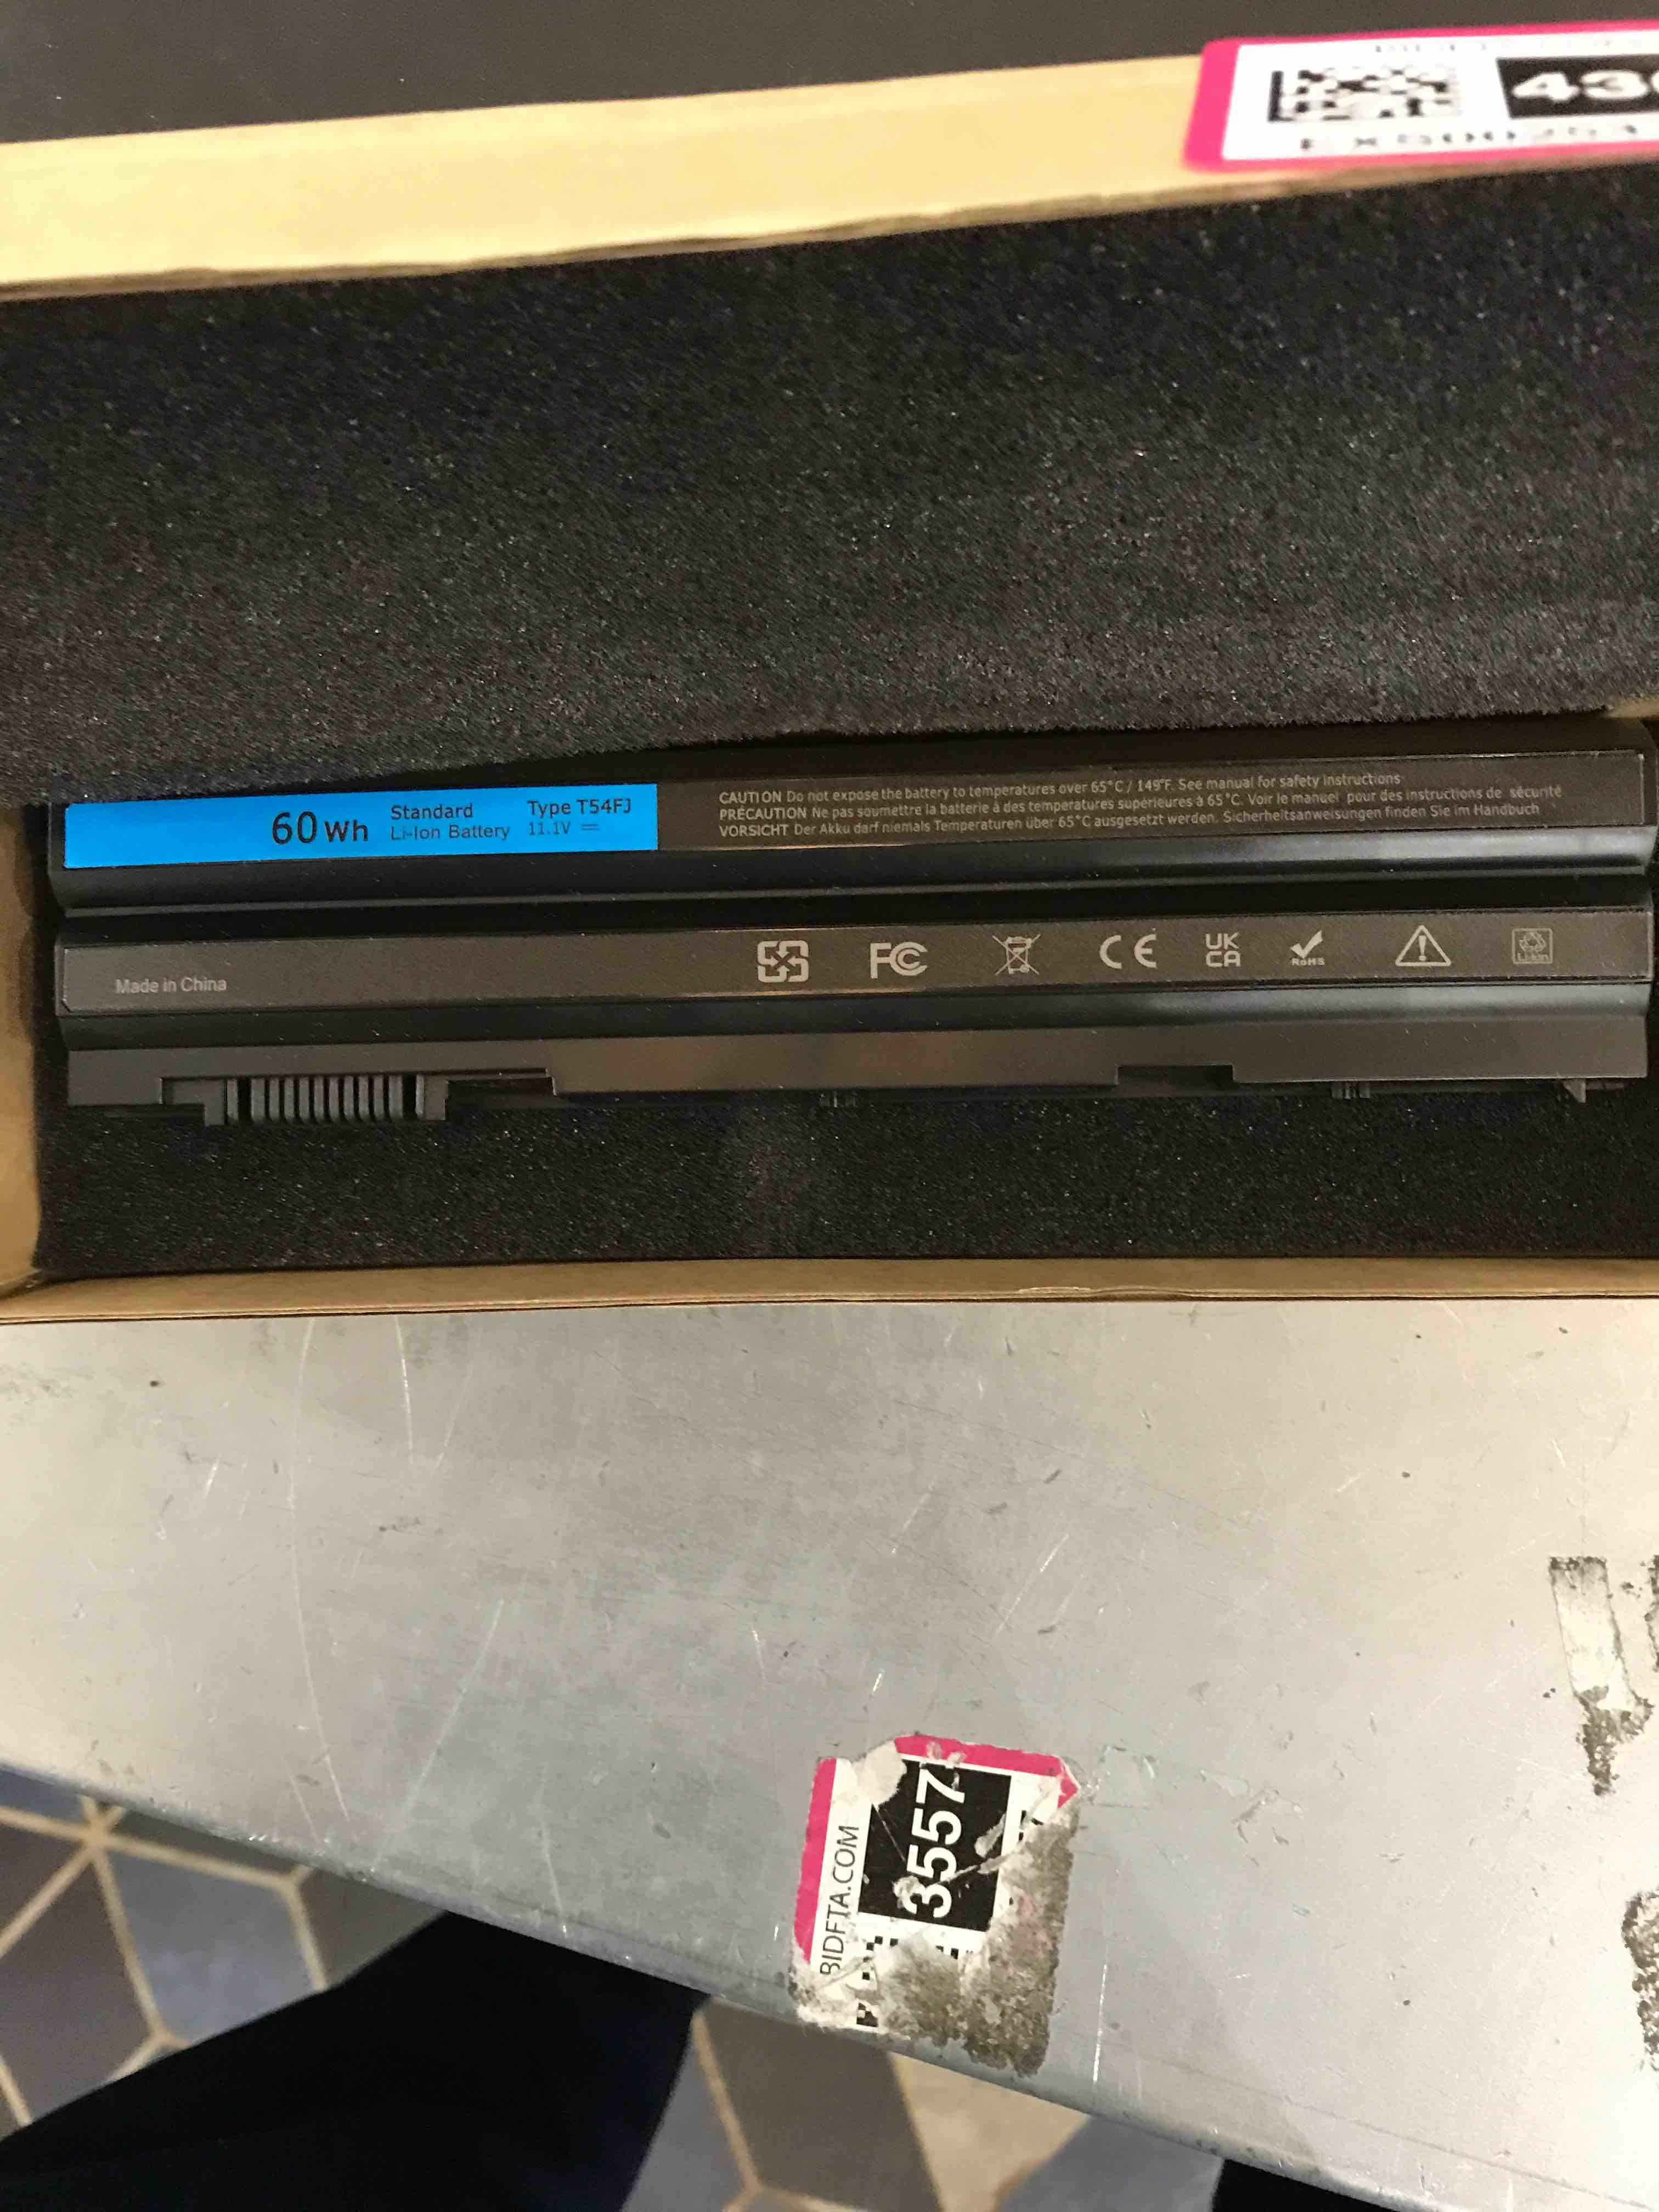 43
60Wh
Standard
Li-Ion Battery
Type T54FJ
11.1V
CAUTION Do not expose the battery to temperatures over 65°C / 149°F. See manual for safety instructions
PRÉCAUTION Ne pas soumettre la batterie à des temperatures supérieures à 65°C. Voir le manuel pour des instructions de sécurité
VORSICHT Der Akku darf niemals Temperaturen über 65°C ausgesetzt werden. Sicherheitsanweisungen finden Sie im Handbuch
Made in China
FC
CE
UK
CA
RoHS
Li-ion
BIDFTA.COM
3557